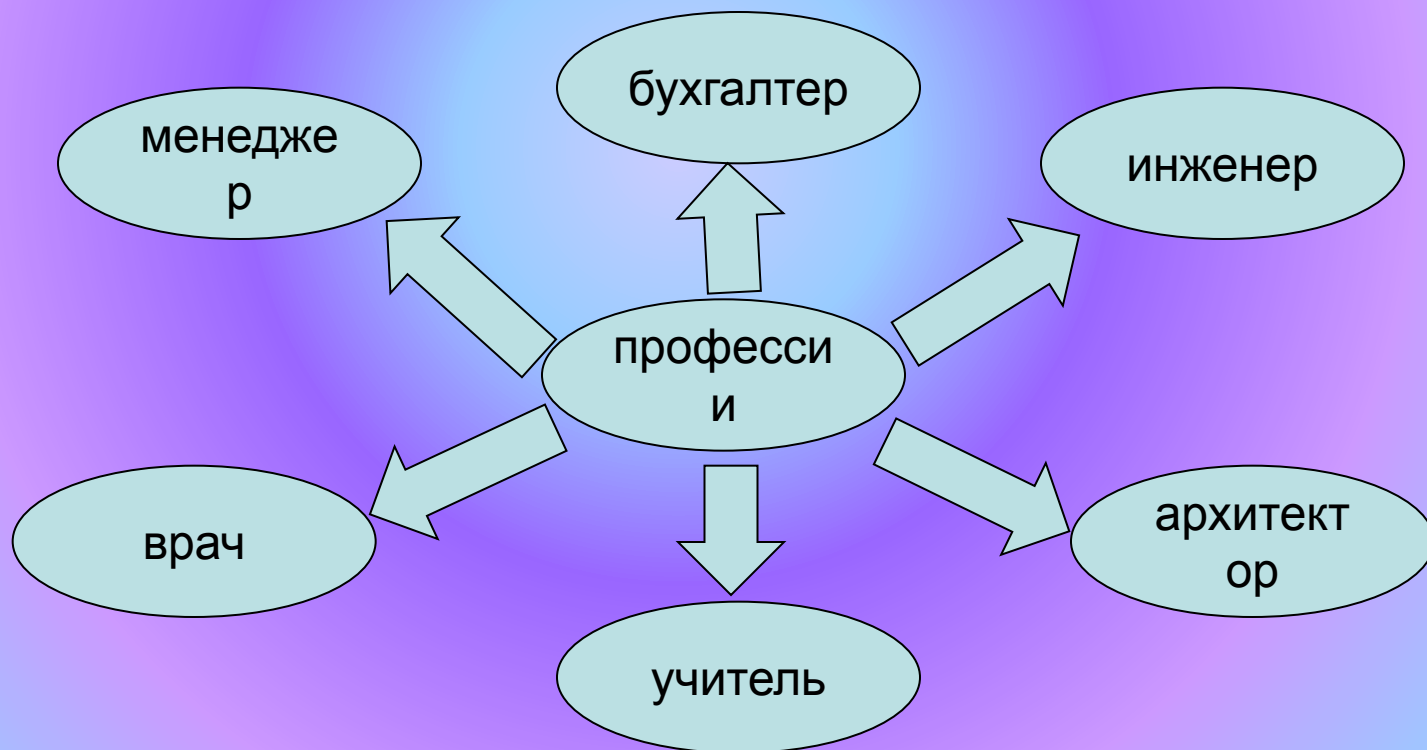 бухгалтер
менедже
р
инженер
професси
и
врач
архитект
ор
учитель